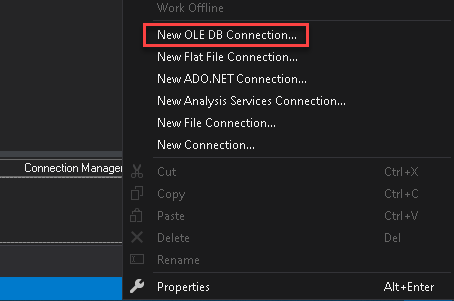 Work Offline
New OLE DB Connection...
New Flat File Connection...
New ADO.NET Connection...
New Analysis Services Connection...
New File Connection...
New Connection...
Connection Manager
Cut Ctrl+X
Copy Ctrl+C
Paste Ctrl+V
Delete Del
Rename
Properties Alt+Enter